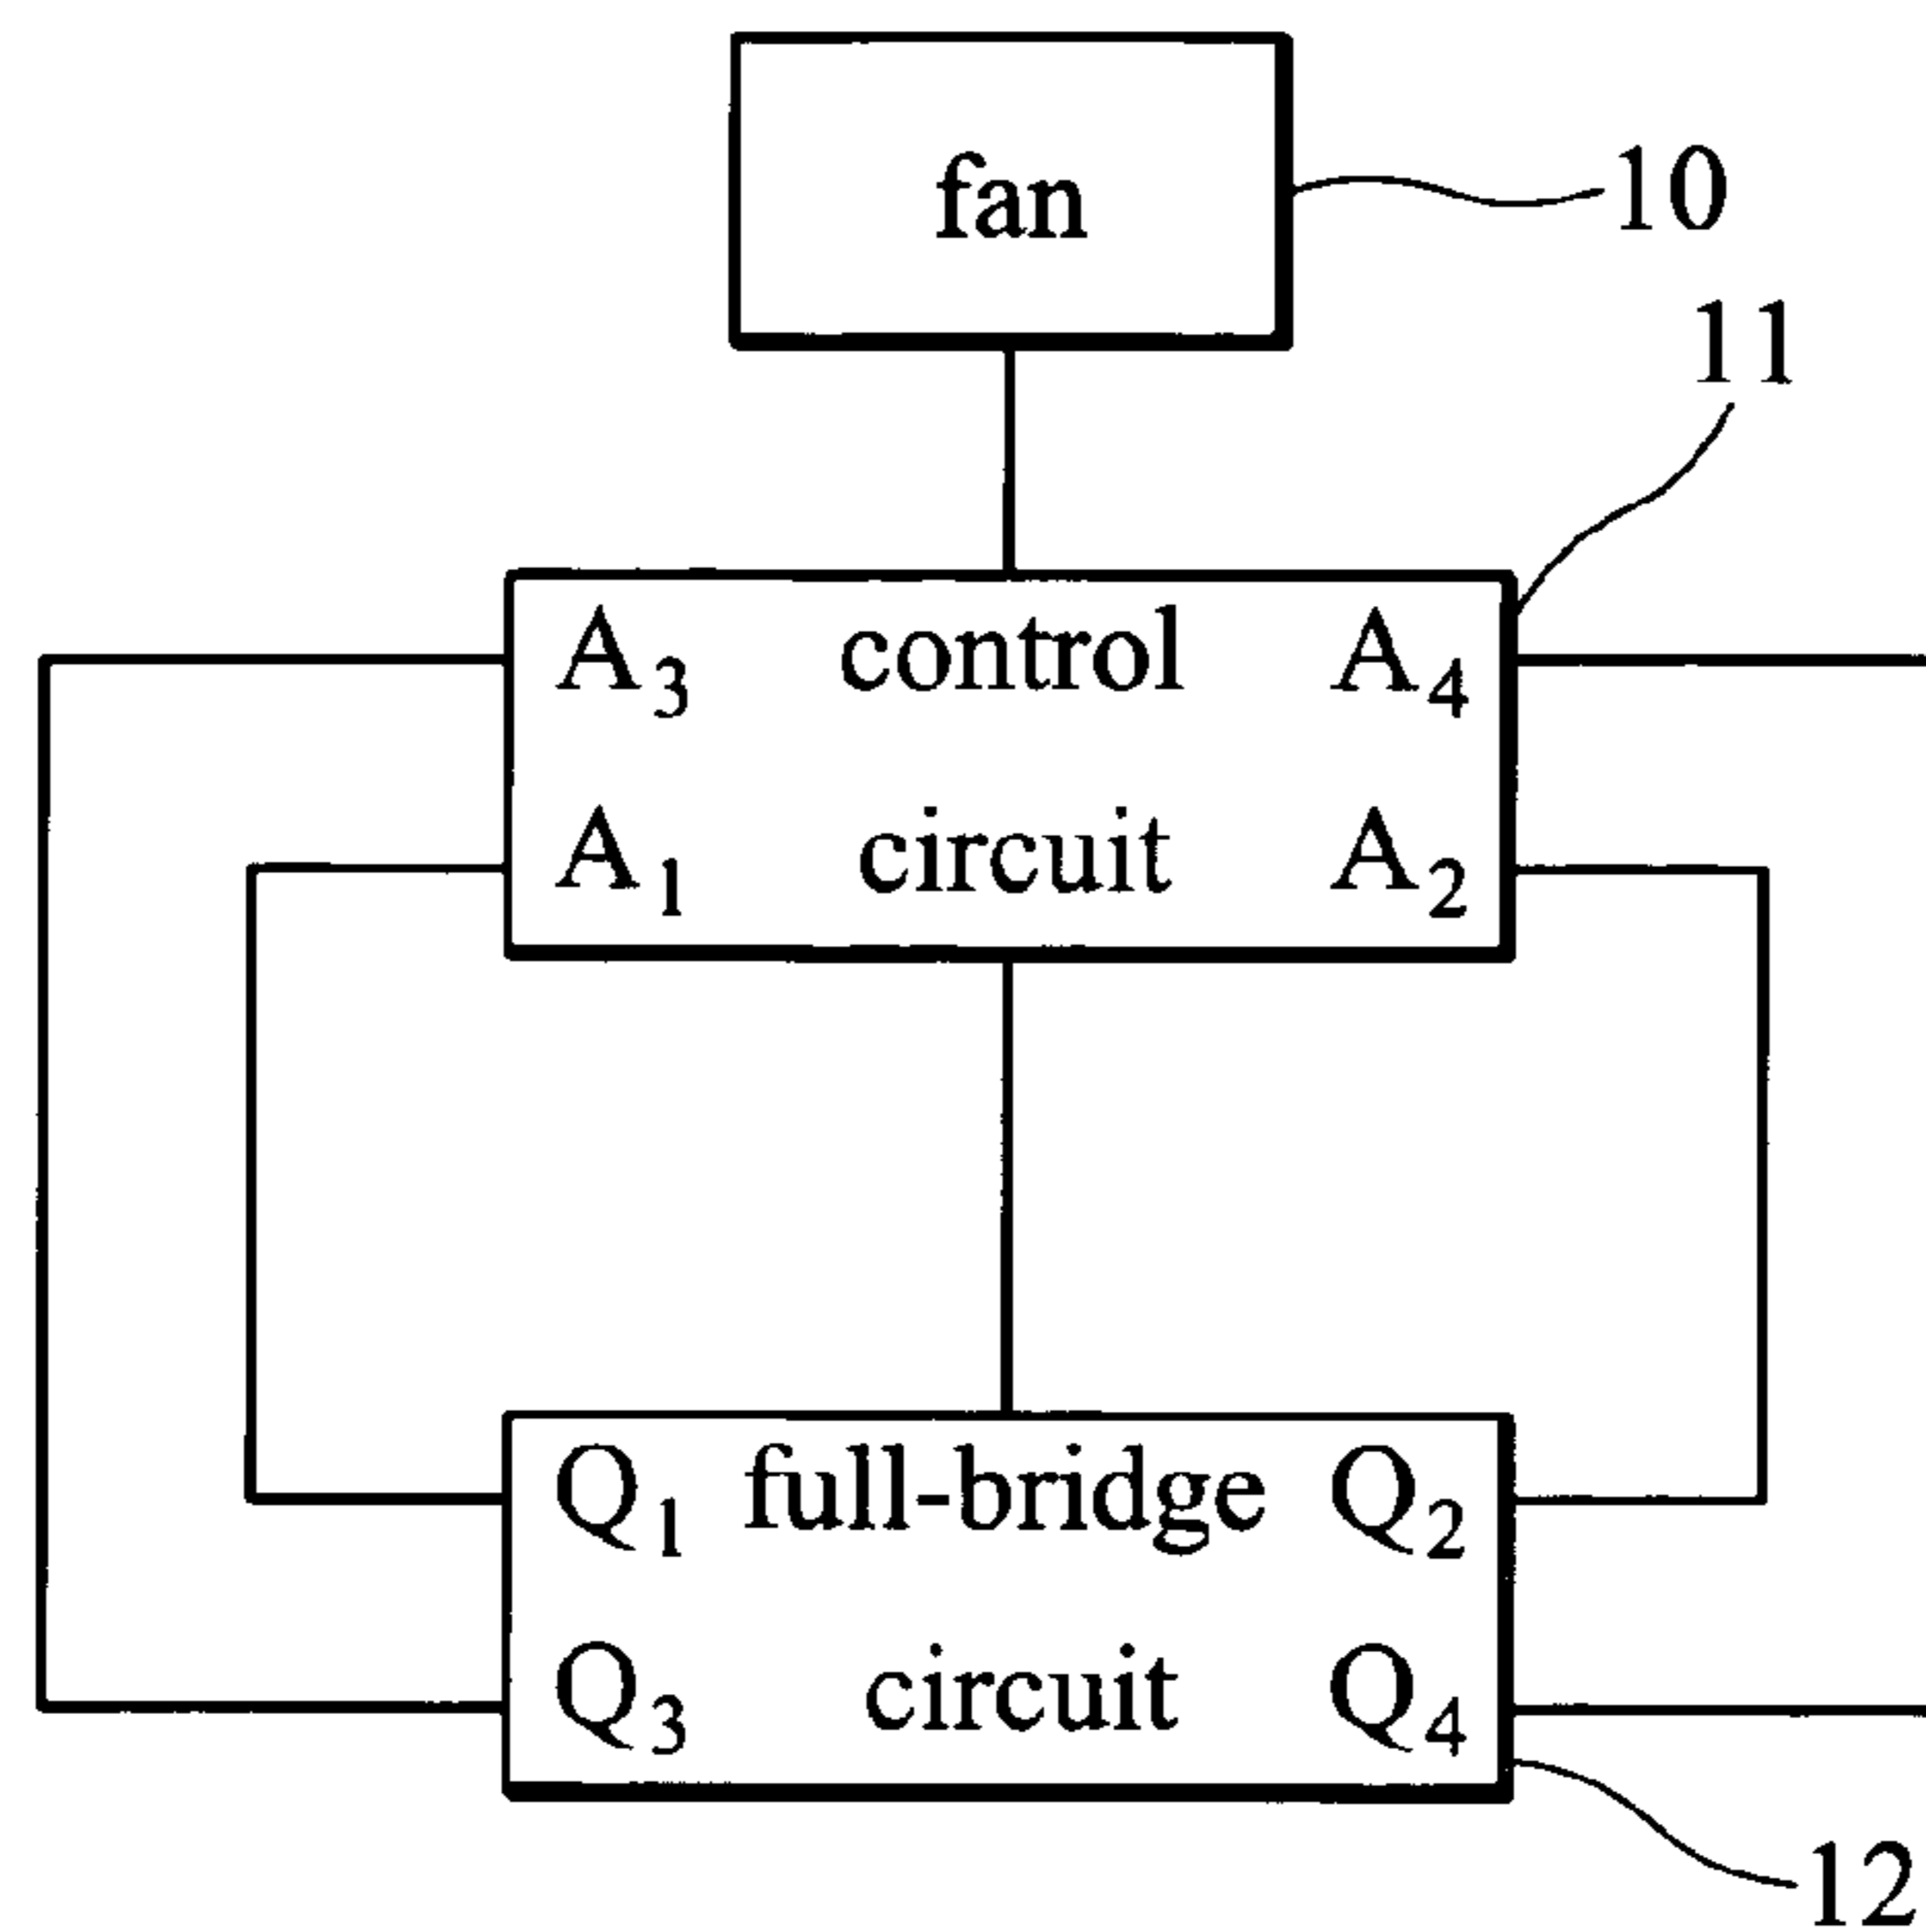 fan
10
11
A3 control A4
A1 circuit A2
Q1 full-bridge Q2
Q3 circuit Q4
12